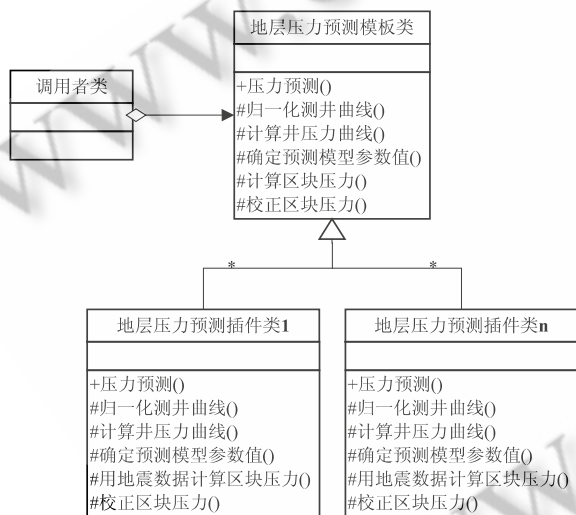 地层压力预测模板类
+压力预测()
#归一化测井曲线()
#计算井压力曲线()
#确定预测模型参数值()
#计算区块压力()
#校正区块压力()
调用者类
*
*
地层压力预测插件类1
+压力预测()
#归一化测井曲线()
#计算井压力曲线()
#确定预测模型参数值()
#用地震数据计算区块压力()
#校正区块压力()
地层压力预测插件类n
+压力预测()
#归一化测井曲线()
#计算井压力曲线()
#确定预测模型参数值()
#用地震数据计算区块压力()
#校正区块压力()